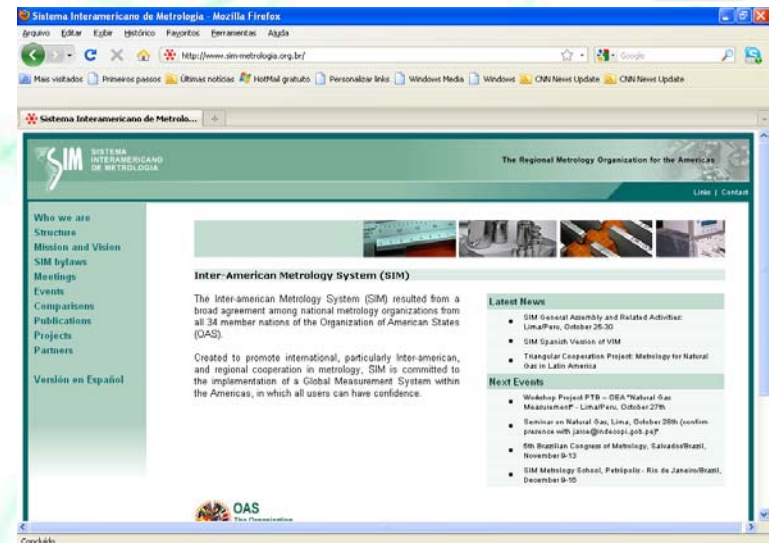 Sistema Interamericano de Metrologia - Mozilla Firefox
Arquivo Editar Exibir Histórico Favoritos Ferramentas Ajuda
http://www.sim-metrologia.org.br/
Google
Mais visitados Primeiros passos Últimas notícias HotMail gratuito Personalizar links Windows Media Windows CNN News Update CNN News Update
Sistema Interamericano de Metrolo...
SIM SISTEMA
INTERAMERICANO
DE METROLOGIA
The Regional Metrology Organization for the Americas
Links | Contact
Who we are
Structure
Mission and Vision
SIM bylaws
Meetings
Events
Comparisons
Publications
Projects
Partners
Versión en Español
Inter-American Metrology System (SIM)
The Inter-american Metrology System (SIM) resulted from a
broad agreement among national metrology organizations from
all 34 member nations of the Organization of American States
(OAS).
Created to promote international, particularly Inter-american,
and regional cooperation in metrology, SIM is committed to
the implementation of a Global Measurement System within
the Americas, in which all users can have confidence.
Latest News
SIM General Assembly and Related Activities:
Lima/Peru, October 26-30
SIM Spanish Version of VIM
Triangular Cooperation Project: Metrology for Natural
Gas in Latin America
Next Events
Workshop Project PTB – OEA "Natural Gas
Measurement" - Lima/Peru, October 27th
Seminar on Natural Gas, Lima, October 28th (confirm
presence with jarce@indecopi.gob.pe)"
5th Brazilian Congress of Metrology, Salvador/Brazil,
November 9-13
SIM Metrology School, Petrópolis - Rio de Janeiro/Brazil,
December 9-16
OAS
The Organization
Concluído